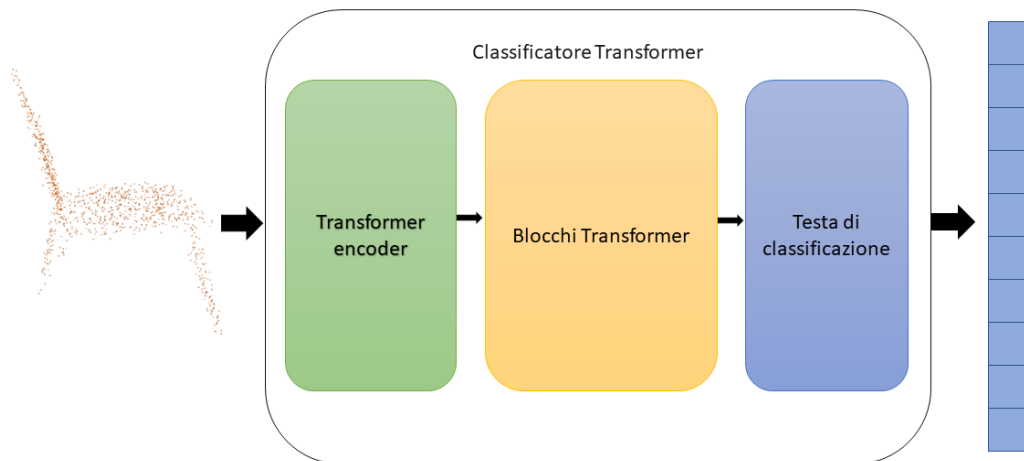 Classificatore Transformer
Transformer
encoder
Blocchi Transformer
Testa di
classificazione